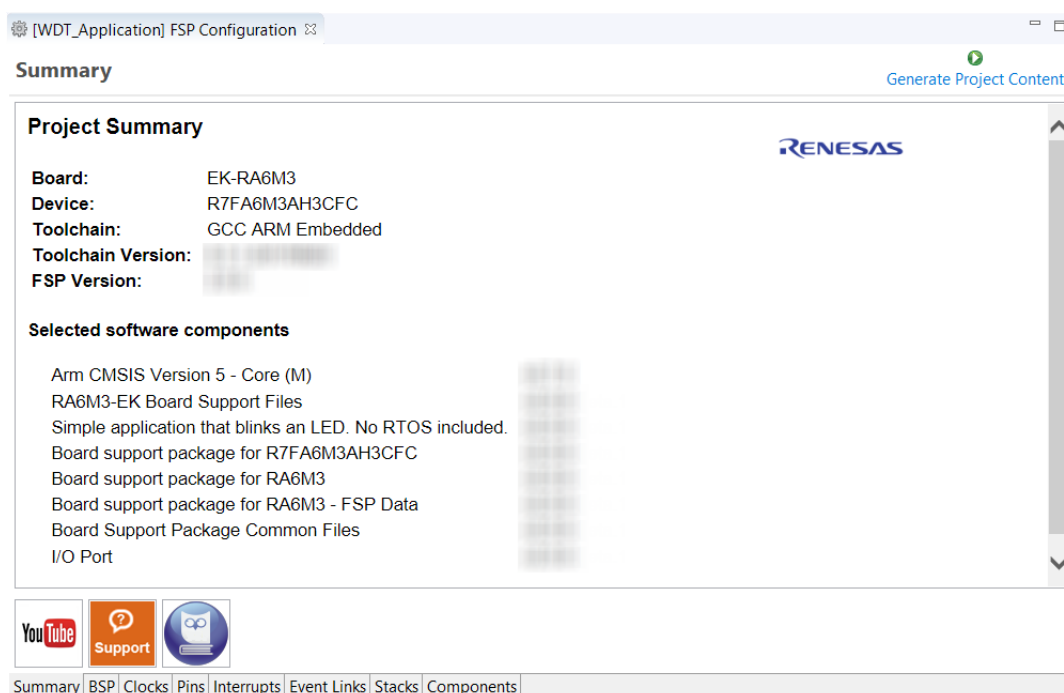 [WDT_Application] FSP Configuration
Summary
Generate Project Content
Project Summary
RENESAS
Board: EK-RA6M3
Device: R7FA6M3AH3CFC
Toolchain: GCC ARM Embedded
Toolchain Version:
FSP Version:
Selected software components
Arm CMSIS Version 5 - Core (M)
RA6M3-EK Board Support Files
Simple application that blinks an LED. No RTOS included.
Board support package for R7FA6M3AH3CFC
Board support package for RA6M3
Board support package for RA6M3 - FSP Data
Board Support Package Common Files
I/O Port
YouTube
? Support
Summary BSP Clocks Pins Interrupts Event Links Stacks Components